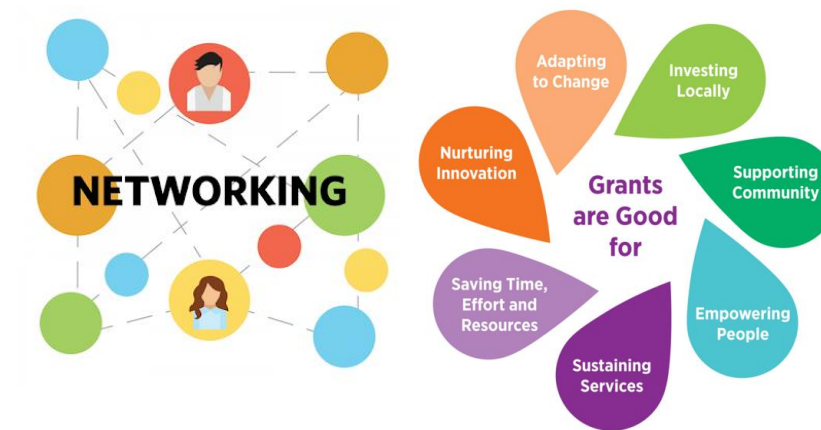 NETWORKING
Grants
are Good
for
Adapting
to Change
Investing
Locally
Supporting
Community
Empowering
People
Sustaining
Services
Saving Time,
Effort and
Resources
Nurturing
Innovation